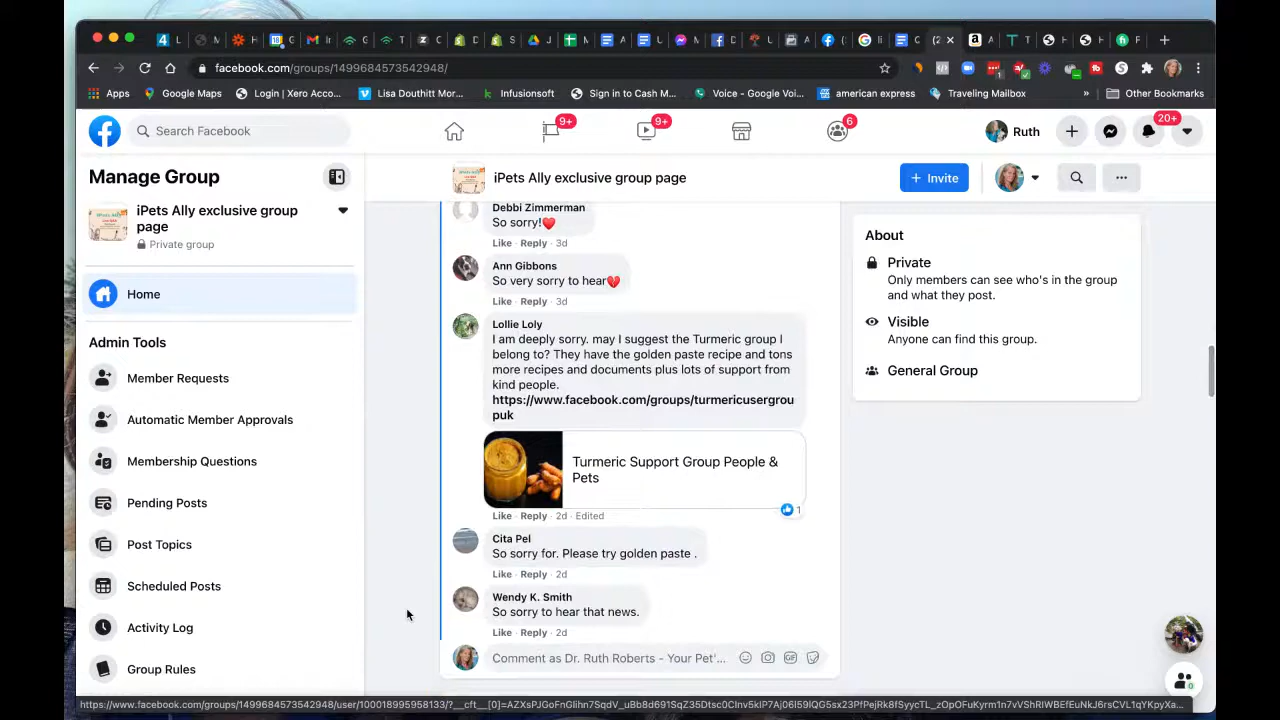 facebook.com/groups/1499684573542948/
Apps Google Maps Login | Xero Acco... Lisa Douthitt Mor... Infusionsoft Sign in to Cash M... Voice - Google Voi... american express Traveling Mailbox » Other Bookmarks
Search Facebook
9+ 9+ 6 Ruth 20+
Manage Group
iPets Ally exclusive group page
Private group
Home
Admin Tools
Member Requests
Automatic Member Approvals
Membership Questions
Pending Posts
Post Topics
Scheduled Posts
Activity Log
Group Rules
iPets Ally exclusive group page
+ Invite
Debbi Zimmerman
So sorry!❤️
Like · Reply · 3d
Ann Gibbons
So very sorry to hear💔
Like · Reply · 3d
Lollie Loly
I am deeply sorry. may I suggest the Turmeric group I
belong to? They have the golden paste recipe and tons
more recipes and documents plus lots of support from
kind people.
https://www.facebook.com/groups/turmericusergrou
puk
Turmeric Support Group People &
Pets
Like · Reply · 2d · Edited
1
Cita Pel
So sorry for. Please try golden paste .
Like · Reply · 2d
Wendy K. Smith
So sorry to hear that news.
Like · Reply · 2d
Comment as Dr. Ruth Roberts - Your Pet'...
About
Private
Only members can see who's in the group
and what they post.
Visible
Anyone can find this group.
General Group